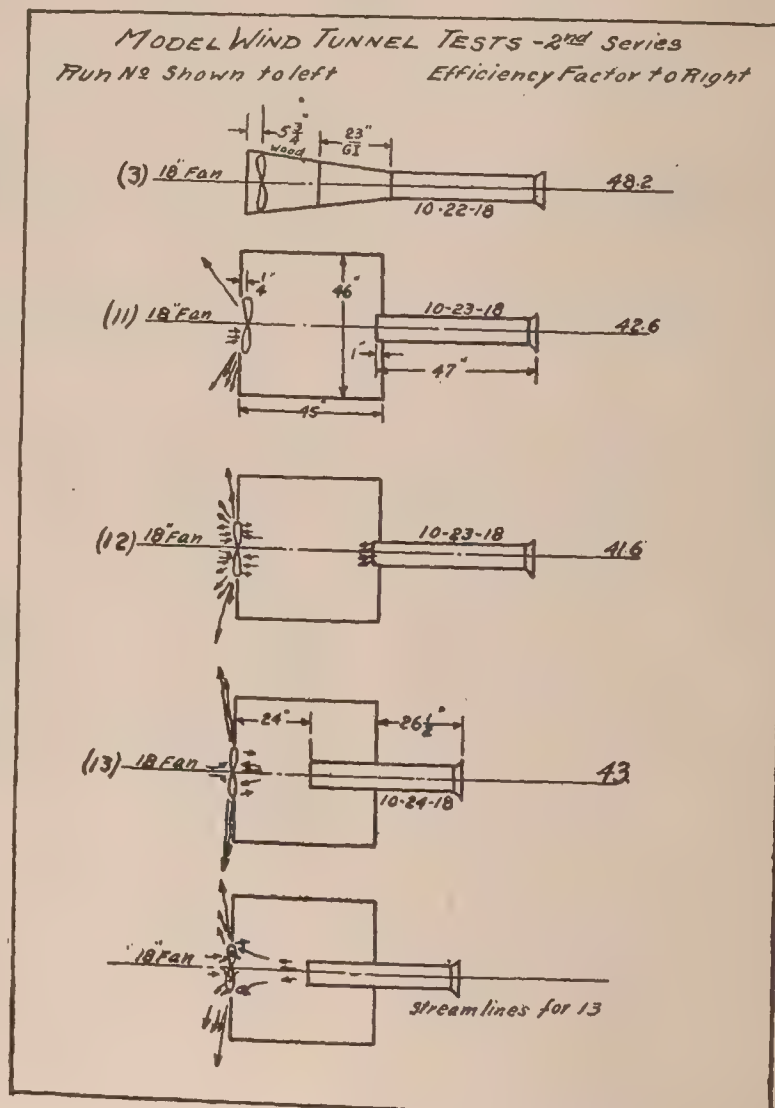 MODEL WIND TUNNEL TESTS - 2nd Series
Run No Shown to left Efficiency Factor to Right
5 3/4" 23"
Wood GI
(3) 18" Fan 48.2
10-22-18
1/4" 46"
(11) 18" Fan 10-23-18 42.6
1" 47"
45"
(12) 18" Fan 10-23-18 41.6
24" 26 1/2"
(13) 18" Fan 43
10-24-18
18" Fan
Streamlines for 13